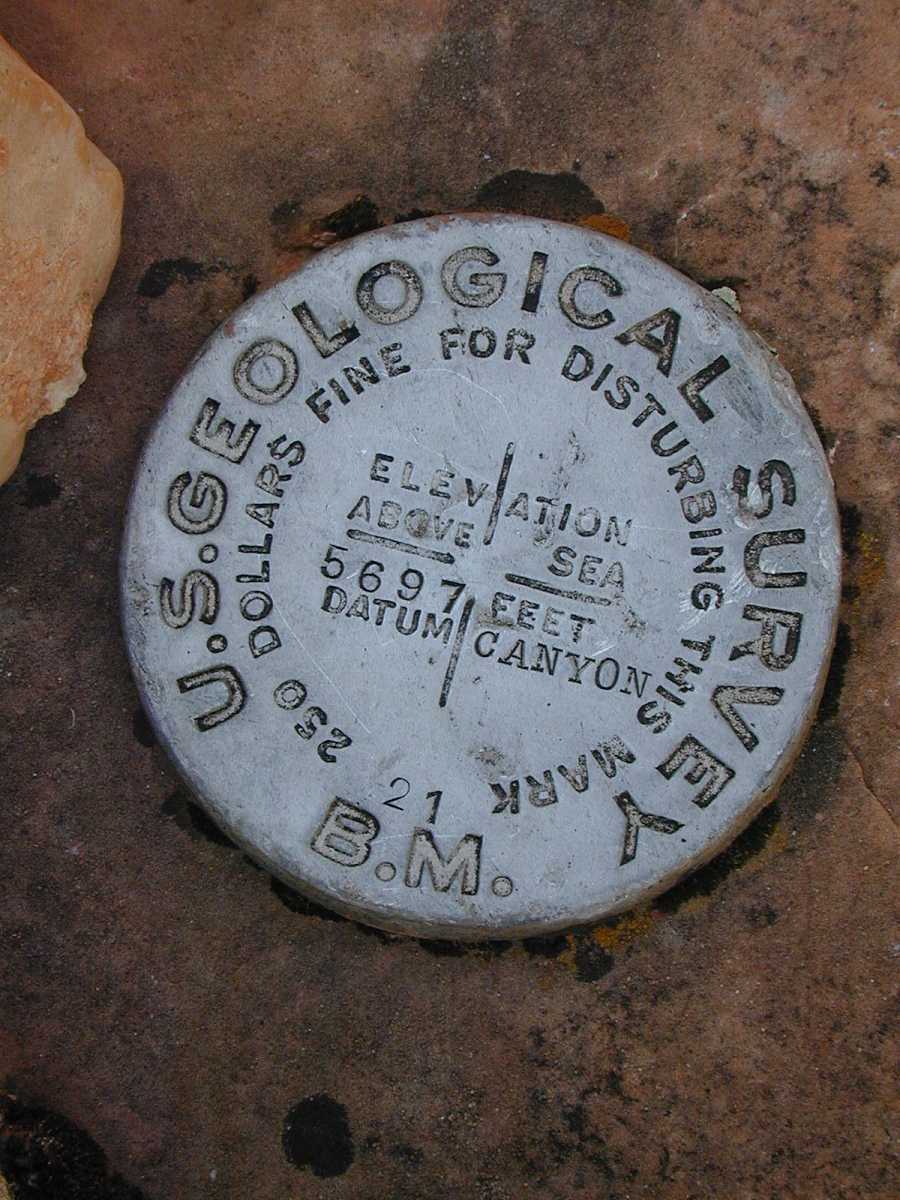 U.S. GEOLOGICAL SURVEY
250 DOLLARS FINE FOR DISTURBING THIS MARK
ELEVATION
ABOVE SEA
5697 FEET
DATUM CANYON
21
B.M.